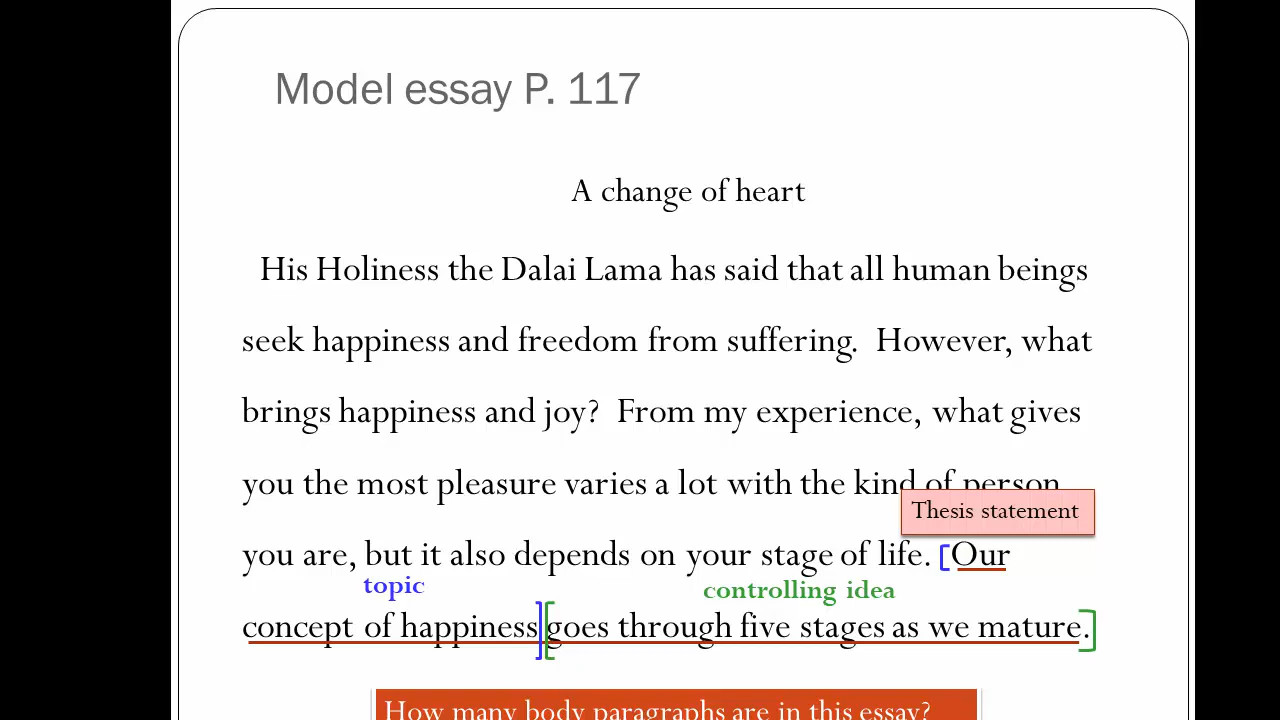 Model essay P. 117
A change of heart
His Holiness the Dalai Lama has said that all human beings
seek happiness and freedom from suffering. However, what
brings happiness and joy? From my experience, what gives
you the most pleasure varies a lot with the kind of person
Thesis statement
you are, but it also depends on your stage of life. [Our
topic
controlling idea
concept of happiness][goes through five stages as we mature.]
How many body paragraphs are in this essay?